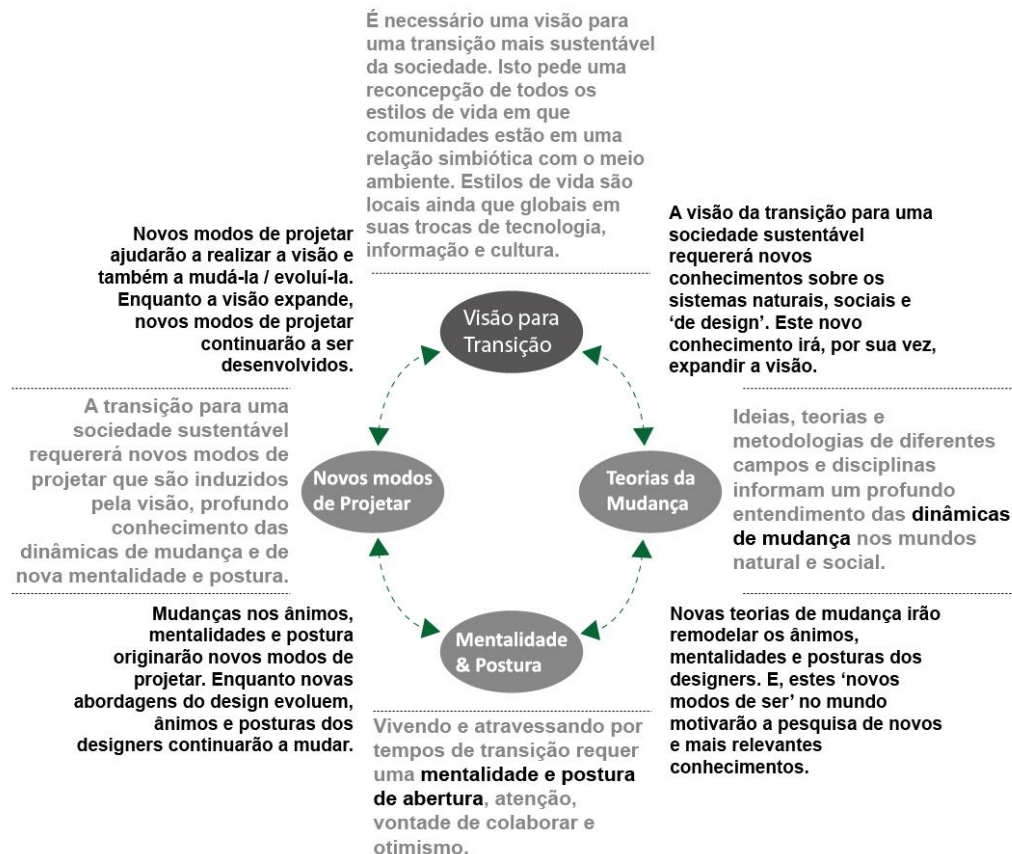 É necessário uma visão para
uma transição mais sustentável
da sociedade. Isto pede uma
reconcepção de todos os
estilos de vida em que
comunidades estão em uma
relação simbiótica com o meio
ambiente. Estilos de vida são
locais ainda que globais em
suas trocas de tecnologia,
informação e cultura.
Novos modos de projetar
ajudarão a realizar a visão e
também a mudá-la / evoluí-la.
Enquanto a visão expande,
novos modos de projetar
continuarão a ser
desenvolvidos.
A visão da transição para uma
sociedade sustentável
requererá novos
conhecimentos sobre os
sistemas naturais, sociais e
‘de design’. Este novo
conhecimento irá, por sua vez,
expandir a visão.
Visão para
Transição
A transição para uma
sociedade sustentável
requererá novos modos de
projetar que são induzidos
pela visão, profundo
conhecimento das
dinâmicas de mudança e de
nova mentalidade e postura.
Novos modos
de Projetar
Teorias da
Mudança
Ideias, teorias e
metodologias de diferentes
campos e disciplinas
informam um profundo
entendimento das dinâmicas
de mudança nos mundos
natural e social.
Mudanças nos ânimos,
mentalidades e postura
originarão novos modos de
projetar. Enquanto novas
abordagens do design evoluem,
ânimos e posturas dos
designers continuarão a mudar.
Mentalidade
& Postura
Novas teorias de mudança irão
remodelar os ânimos,
mentalidades e posturas dos
designers. E, estes ‘novos
modos de ser’ no mundo
motivarão a pesquisa de novos
e mais relevantes
conhecimentos.
Vivendo e atravessando por
tempos de transição requer
uma mentalidade e postura
de abertura, atenção,
vontade de colaborar e
otimismo.